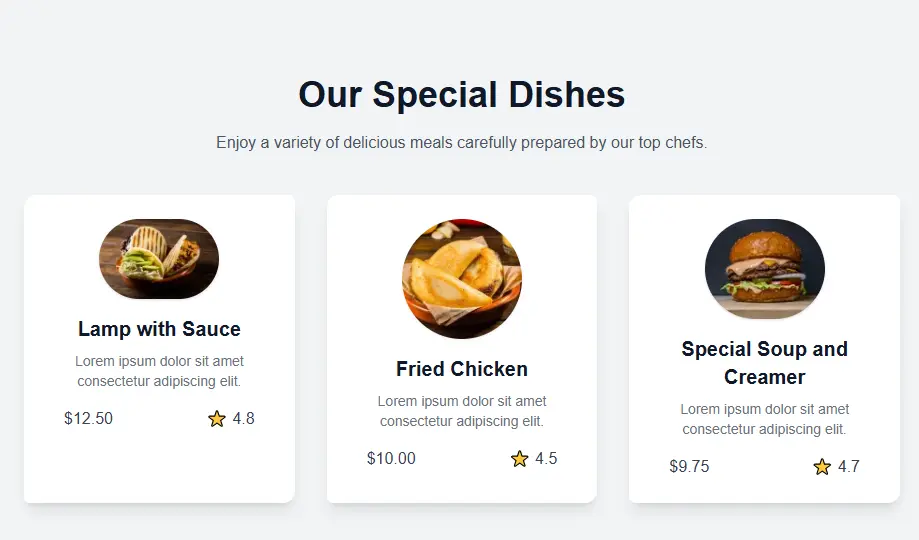 Our Special Dishes
Enjoy a variety of delicious meals carefully prepared by our top chefs.
Lamp with Sauce
Lorem ipsum dolor sit amet
consectetur adipiscing elit.
$12.50
4.8
Fried Chicken
Lorem ipsum dolor sit amet
consectetur adipiscing elit.
$10.00
4.5
Special Soup and
Creamer
Lorem ipsum dolor sit amet
consectetur adipiscing elit.
$9.75
4.7